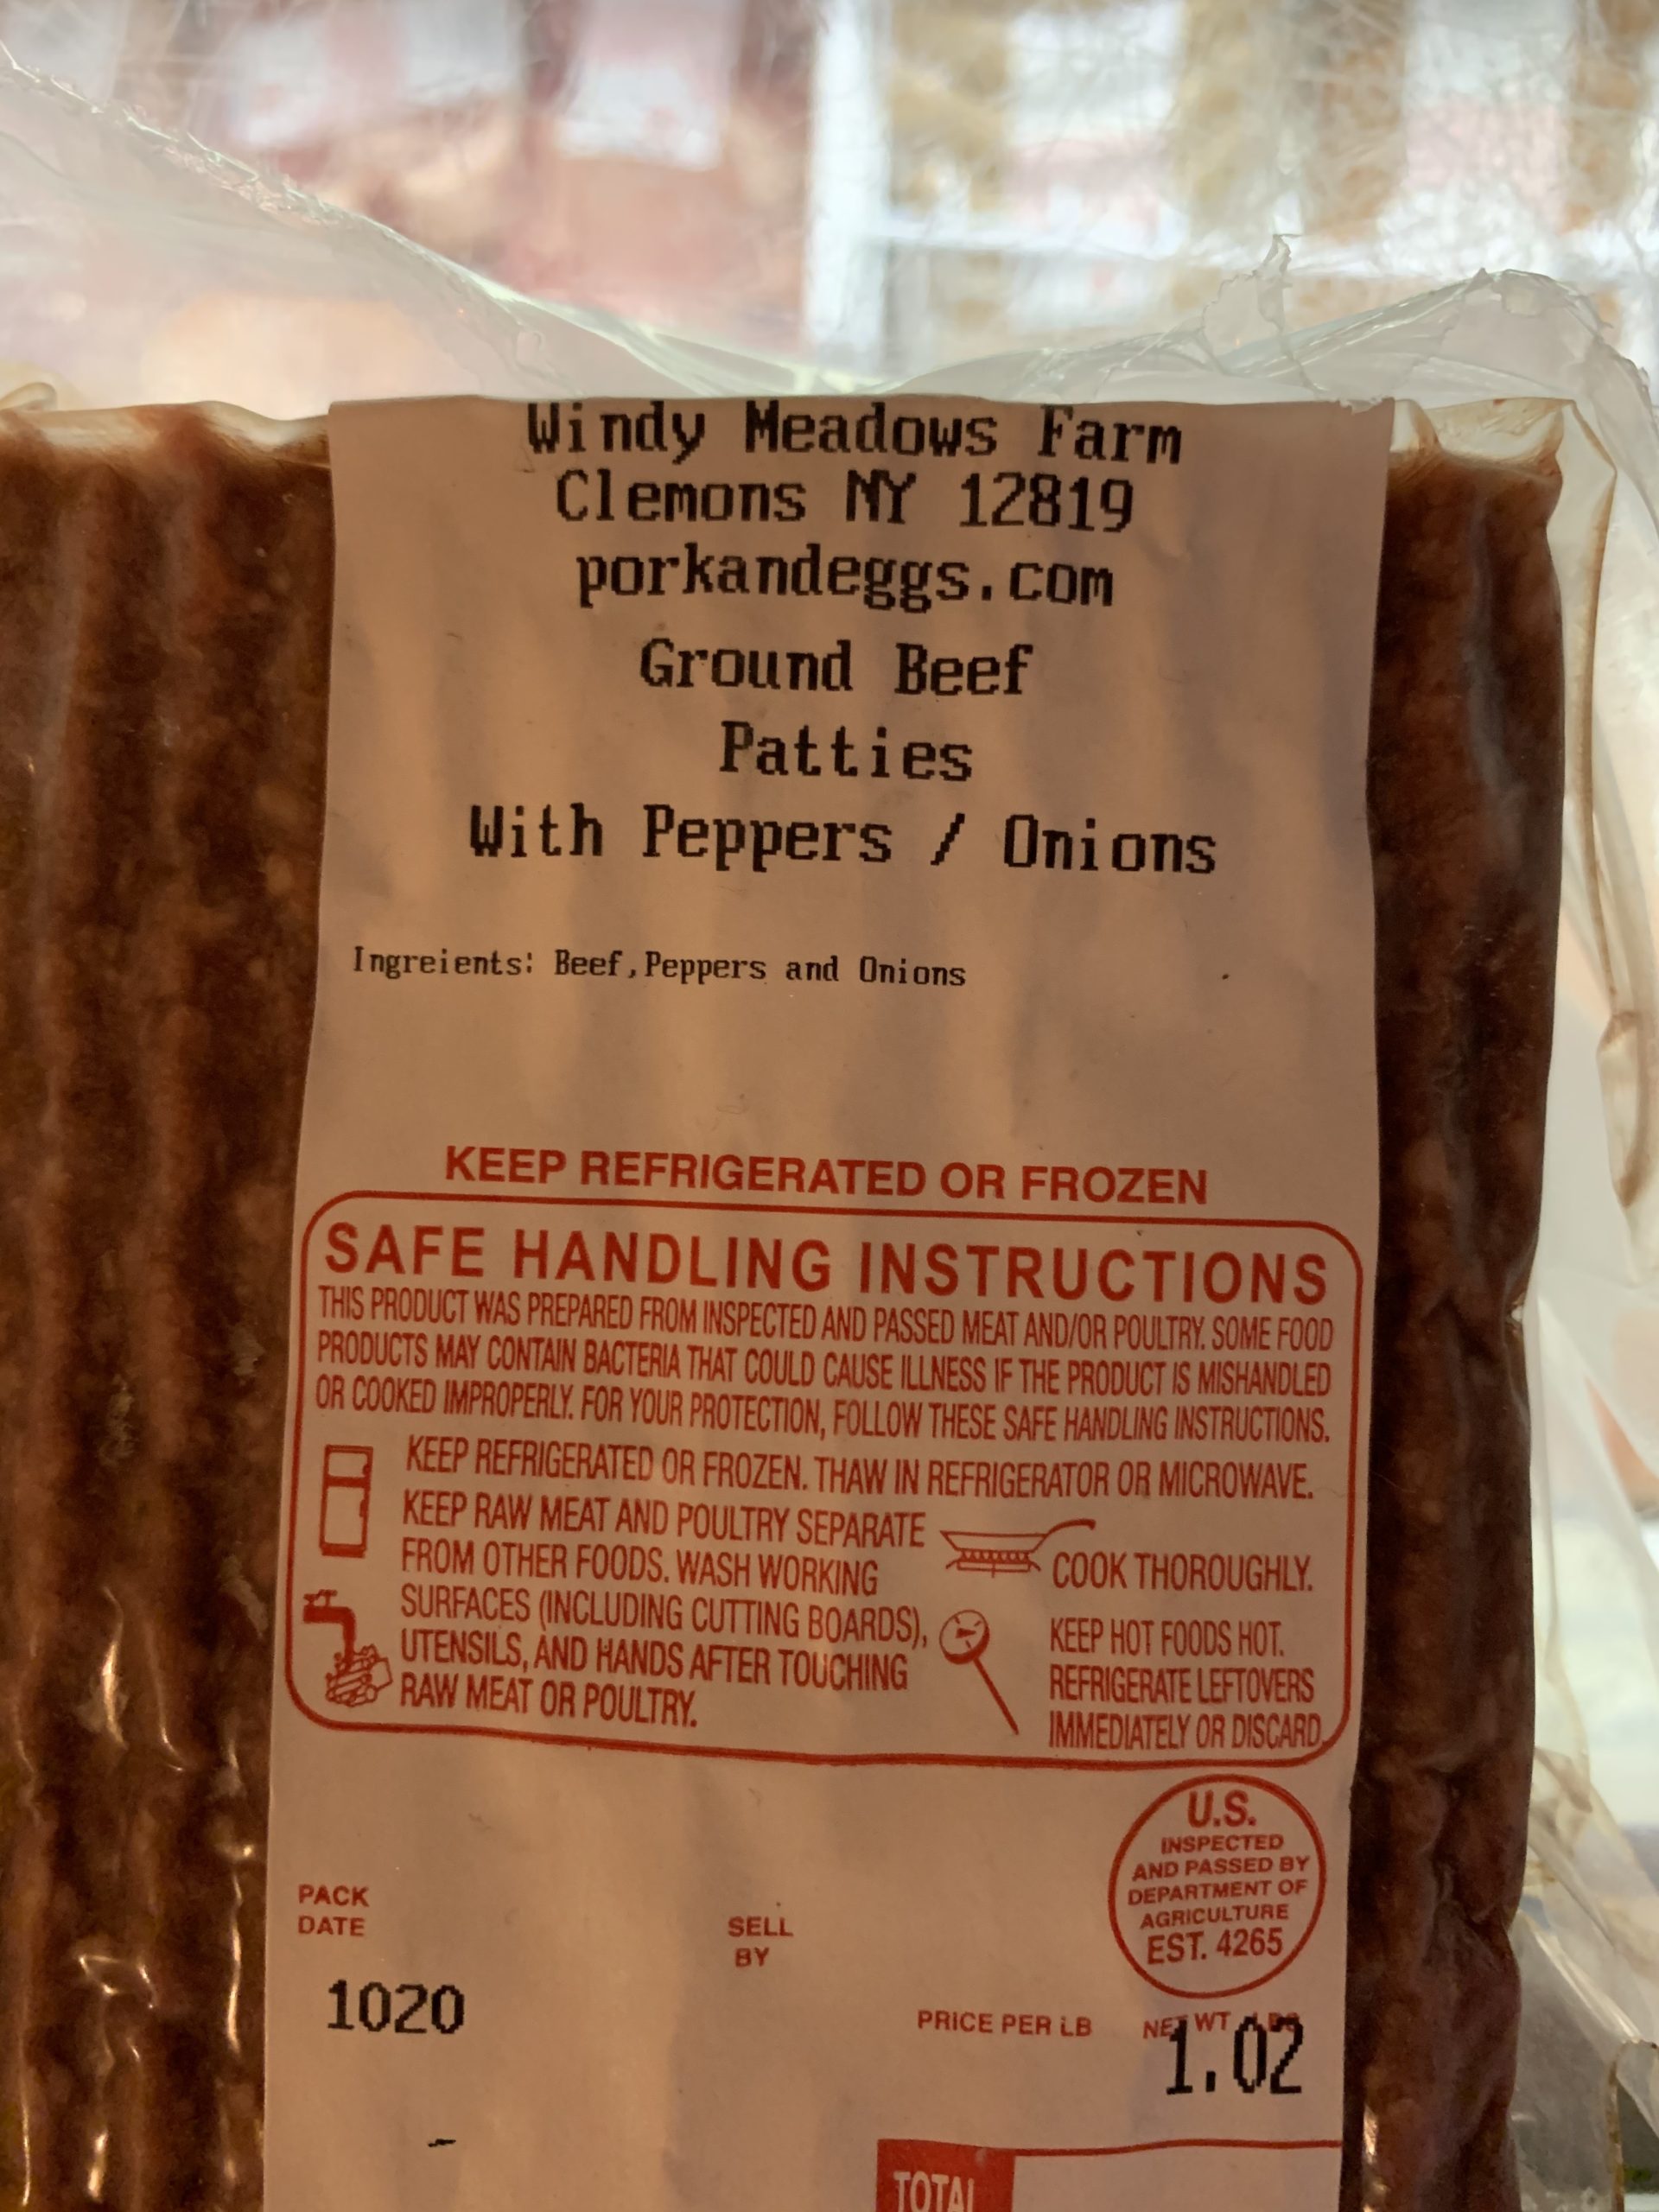 Windy Meadows Farm
Clemons NY 12819
porkandeggs.com
Ground Beef
Patties
With Peppers / Onions
Ingreients: Beef,Peppers and Onions
KEEP REFRIGERATED OR FROZEN
SAFE HANDLING INSTRUCTIONS
THIS PRODUCT WAS PREPARED FROM INSPECTED AND PASSED MEAT AND/OR POULTRY. SOME FOOD
PRODUCTS MAY CONTAIN BACTERIA THAT COULD CAUSE ILLNESS IF THE PRODUCT IS MISHANDLED
OR COOKED IMPROPERLY. FOR YOUR PROTECTION, FOLLOW THESE SAFE HANDLING INSTRUCTIONS.
KEEP REFRIGERATED OR FROZEN. THAW IN REFRIGERATOR OR MICROWAVE.
KEEP RAW MEAT AND POULTRY SEPARATE
FROM OTHER FOODS. WASH WORKING
SURFACES (INCLUDING CUTTING BOARDS),
UTENSILS, AND HANDS AFTER TOUCHING
RAW MEAT OR POULTRY.
COOK THOROUGHLY.
KEEP HOT FOODS HOT.
REFRIGERATE LEFTOVERS
IMMEDIATELY OR DISCARD.
U.S.
INSPECTED
AND PASSED BY
DEPARTMENT OF
AGRICULTURE
EST. 4265
PACK
DATE
1020
SELL
BY
PRICE PER LB
NET WT LBS
1.02
TOTAL